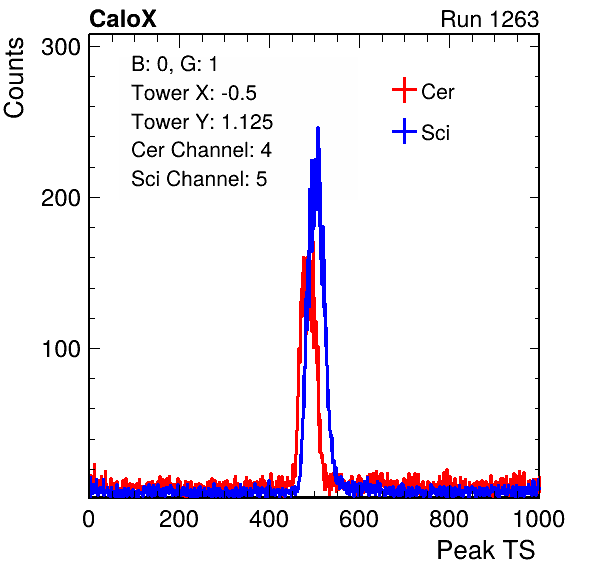 CaloX Run 1263
Counts
300
200
100
B: 0, G: 1
Tower X: -0.5
Tower Y: 1.125
Cer Channel: 4
Sci Channel: 5
Cer
Sci
0 200 400 600 800 1000
Peak TS